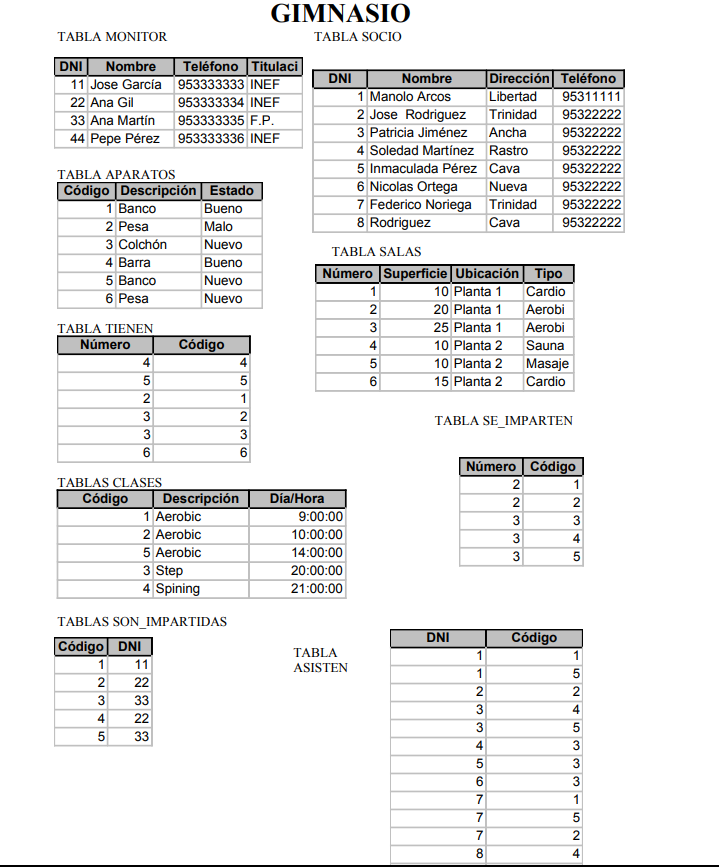 GIMNASIO
TABLA MONITOR
DNI Nombre Teléfono Titulaci
11 Jose García 953333333 INEF
22 Ana Gil 953333334 INEF
33 Ana Martín 953333335 F.P.
44 Pepe Pérez 953333336 INEF
TABLA SOCIO
DNI Nombre Dirección Teléfono
1 Manolo Arcos Libertad 95311111
2 Jose Rodriguez Trinidad 95322222
3 Patricia Jiménez Ancha 95322222
4 Soledad Martínez Rastro 95322222
5 Inmaculada Pérez Cava 95322222
6 Nicolas Ortega Nueva 95322222
7 Federico Noriega Trinidad 95322222
8 Rodriguez Cava 95322222
TABLA APARATOS
Código Descripción Estado
1 Banco Bueno
2 Pesa Malo
3 Colchón Nuevo
4 Barra Bueno
5 Banco Nuevo
6 Pesa Nuevo
TABLA SALAS
Número Superficie Ubicación Tipo
1 10 Planta 1 Cardio
2 20 Planta 1 Aerobi
3 25 Planta 1 Aerobi
4 10 Planta 2 Sauna
5 10 Planta 2 Masaje
6 15 Planta 2 Cardio
TABLA TIENEN
Número Código
4 4
5 5
2 1
3 2
3 3
6 6
TABLA SE_IMPARTEN
Número Código
2 1
2 2
3 3
3 4
3 5
TABLAS CLASES
Código Descripción Día/Hora
1 Aerobic 9:00:00
2 Aerobic 10:00:00
5 Aerobic 14:00:00
3 Step 20:00:00
4 Spining 21:00:00
TABLAS SON_IMPARTIDAS
Código DNI
1 11
2 22
3 33
4 22
5 33
TABLA
ASISTEN
DNI Código
1 1
1 5
2 2
3 4
3 5
4 3
5 3
6 3
7 1
7 5
7 2
8 4